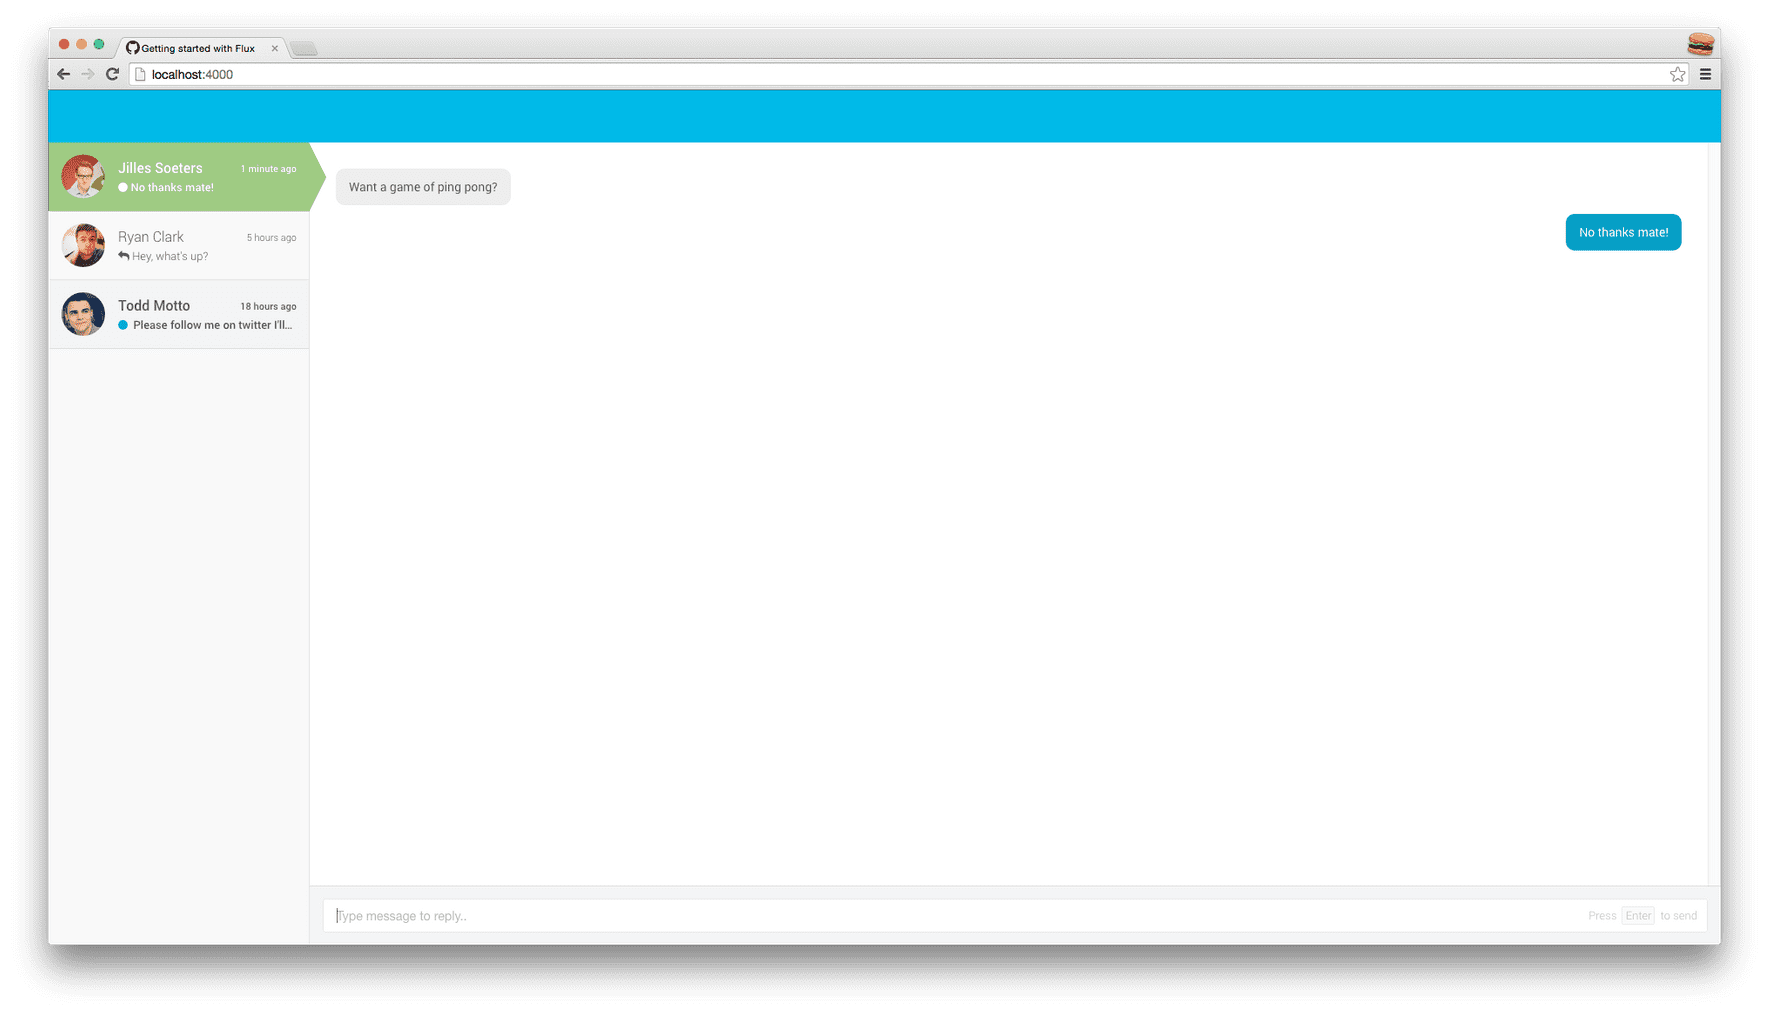 Getting started with Flux
localhost:4000
Jilles Soeters 1 minute ago
No thanks mate!
Ryan Clark 5 hours ago
Hey, what's up?
Todd Motto 18 hours ago
Please follow me on twitter I'll...
Want a game of ping pong?
No thanks mate!
Type message to reply..
Press Enter to send